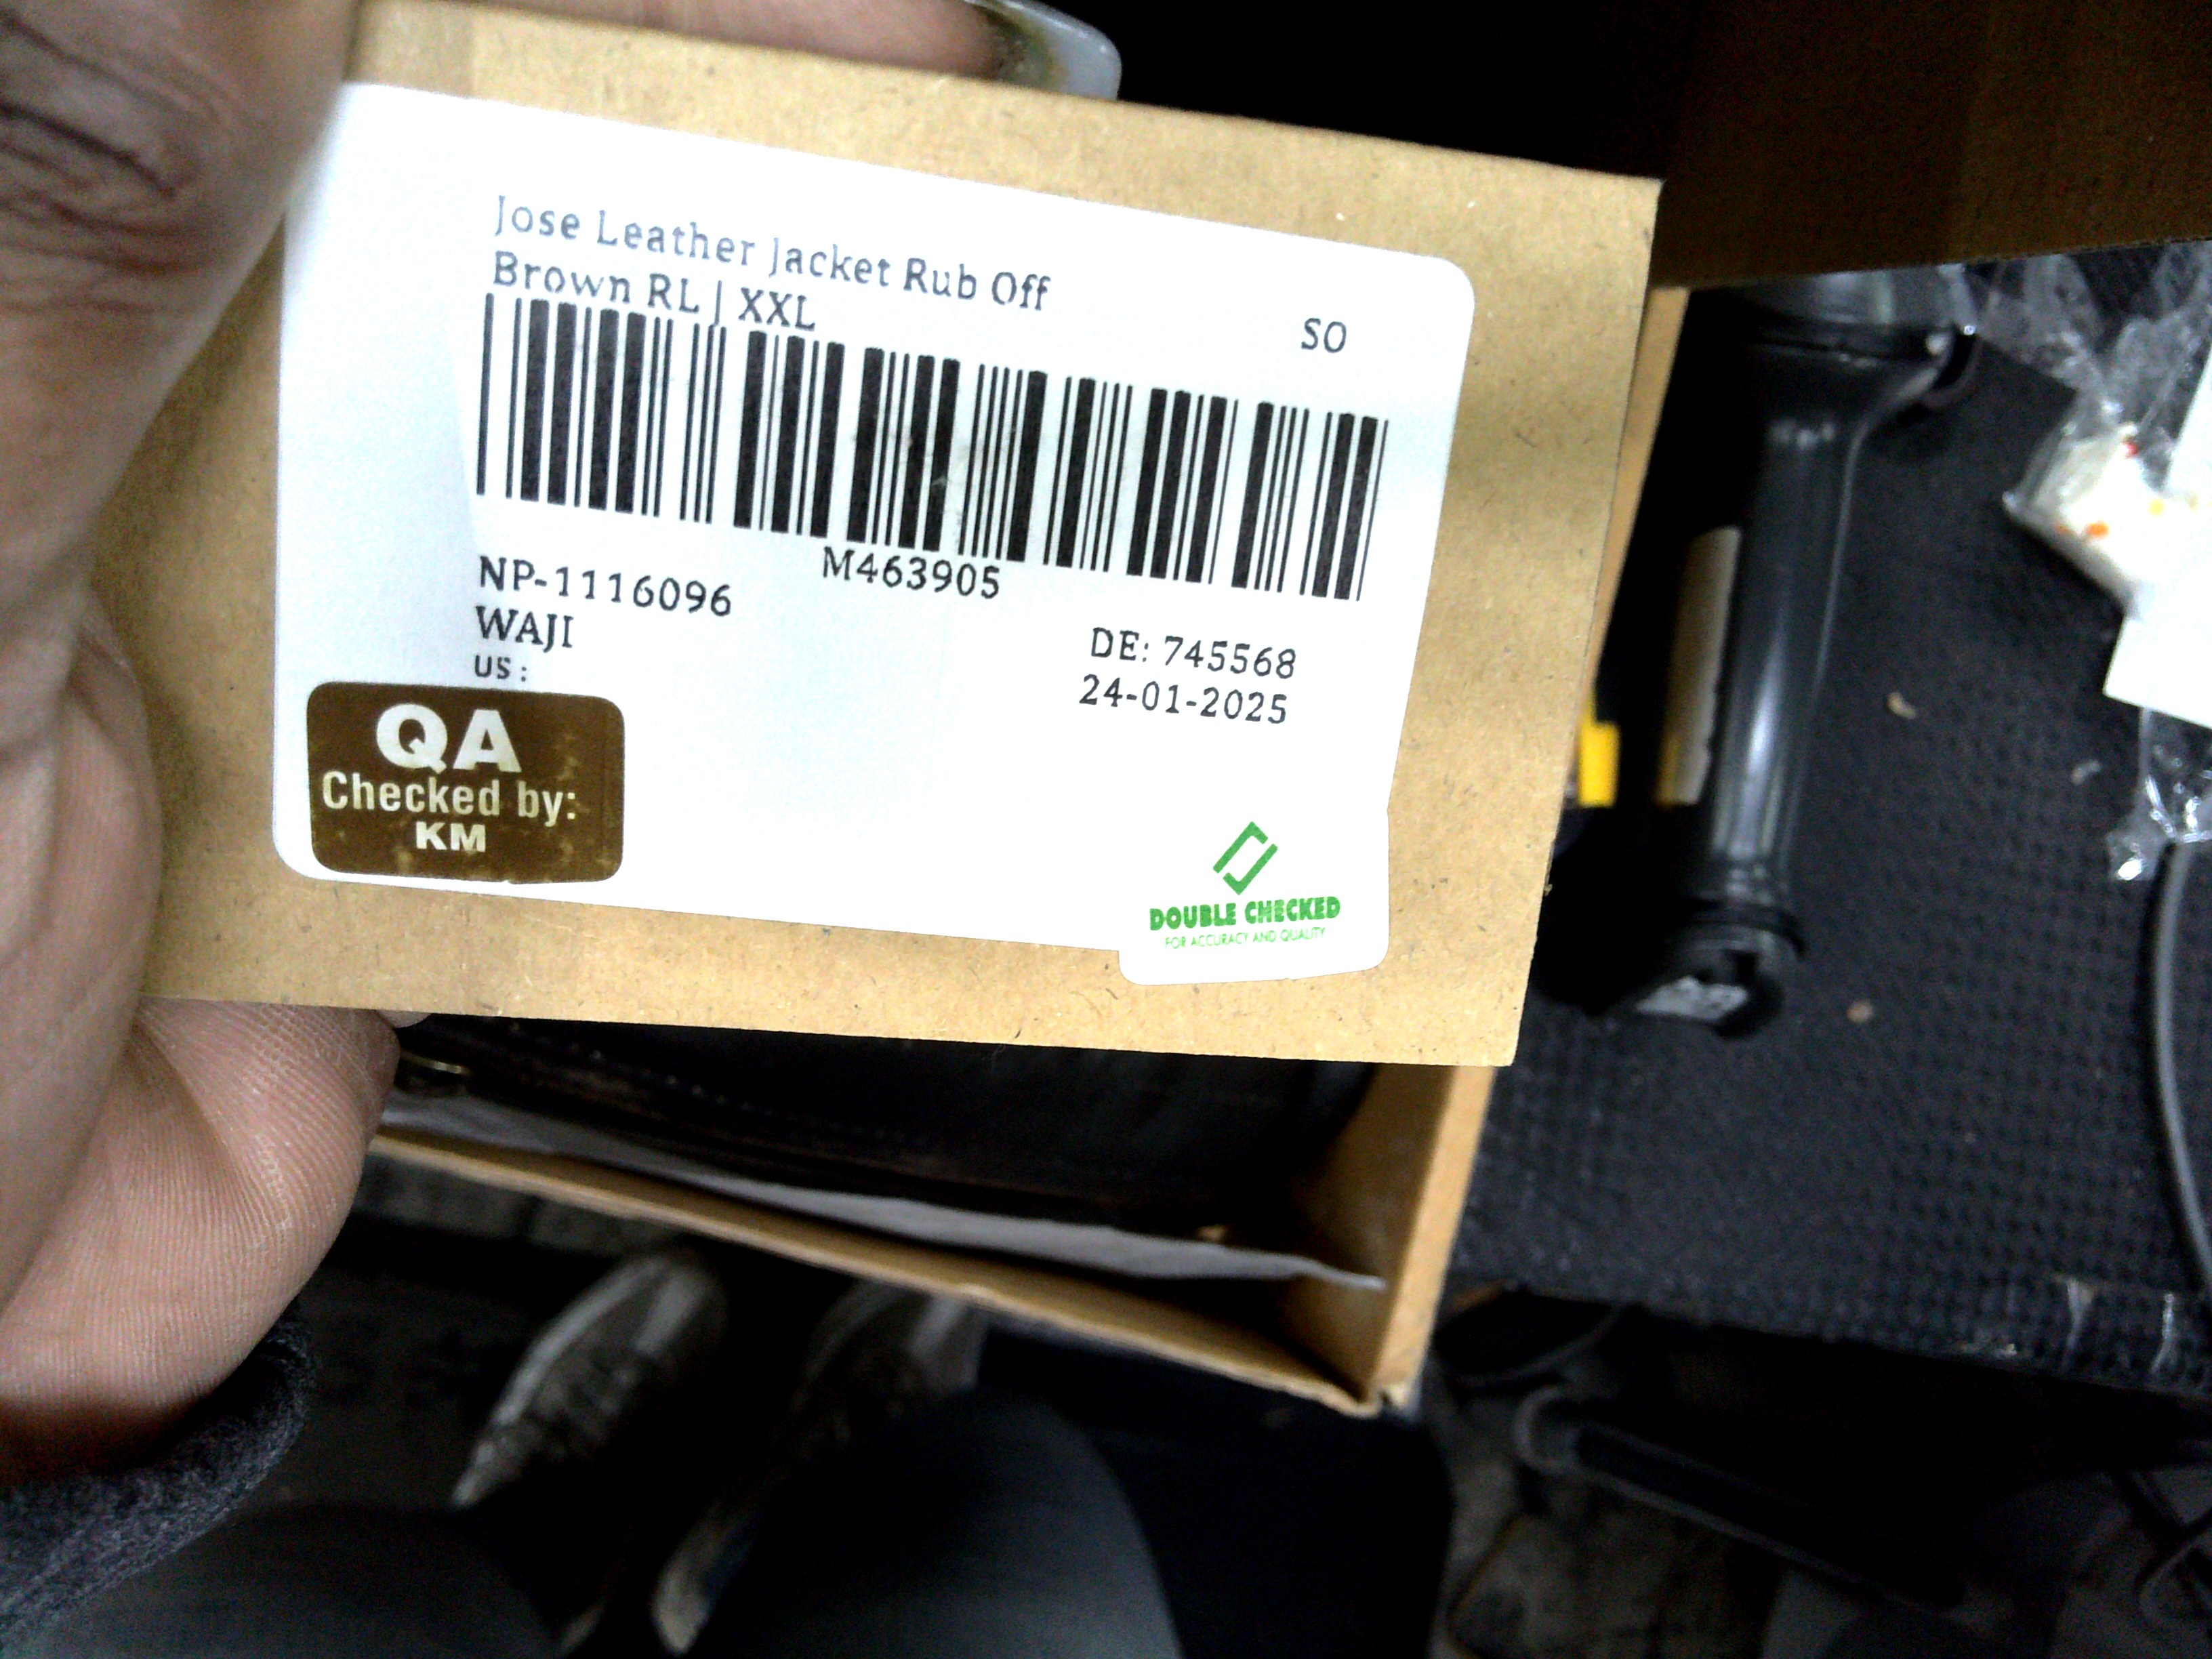 Jose Leather Jacket Rub Off
Brown RL | XXL
SO
M463905
NP-1116096
WAJI
US :
DE: 745568
24-01-2025
QA
Checked by:
KM
DOUBLE CHECKED
FOR ACCURACY AND QUALITY